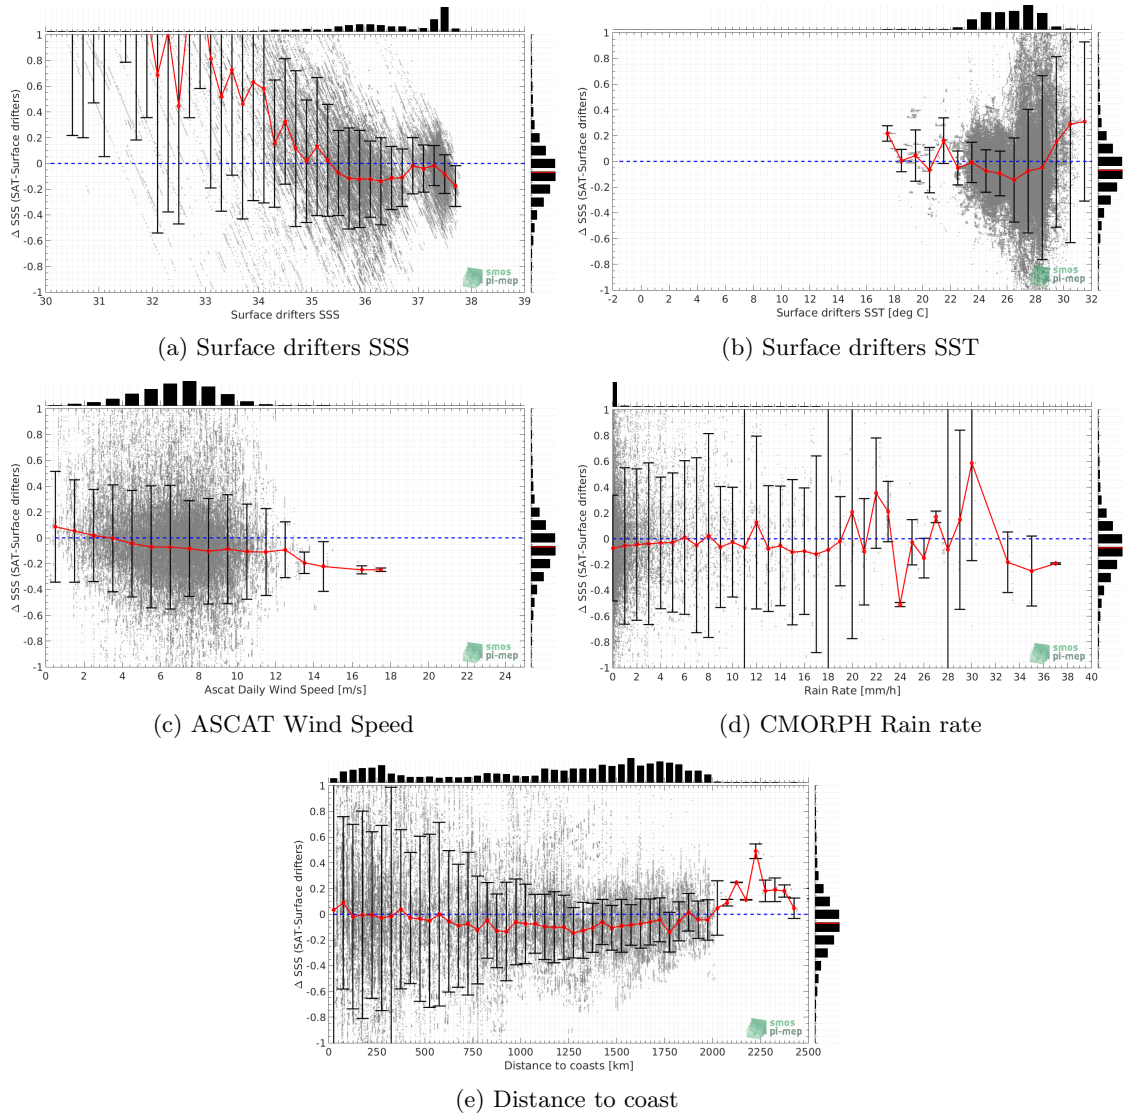 1
0.8
0.6
0.4
0.2
0
-0.2
-0.4
-0.6
-0.8
-1
Δ SSS (SAT-Surface drifters)
30 31 32 33 34 35 36 37 38 39
Surface drifters SSS
smos
pi-mep
(a) Surface drifters SSS
1
0.8
0.6
0.4
0.2
0
-0.2
-0.4
-0.6
-0.8
-1
Δ SSS (SAT-Surface drifters)
-2 0 2 4 6 8 10 12 14 16 18 20 22 24 26 28 30 32
Surface drifters SST [deg C]
smos
pi-mep
(b) Surface drifters SST
1
0.8
0.6
0.4
0.2
0
-0.2
-0.4
-0.6
-0.8
-1
Δ SSS (SAT-Surface drifters)
0 2 4 6 8 10 12 14 16 18 20 22 24
Ascat Daily Wind Speed [m/s]
smos
pi-mep
(c) ASCAT Wind Speed
1
0.8
0.6
0.4
0.2
0
-0.2
-0.4
-0.6
-0.8
-1
Δ SSS (SAT-Surface drifters)
0 2 4 6 8 10 12 14 16 18 20 22 24 26 28 30 32 34 36 38 40
Rain Rate [mm/h]
smos
pi-mep
(d) CMORPH Rain rate
1
0.8
0.6
0.4
0.2
0
-0.2
-0.4
-0.6
-0.8
-1
Δ SSS (SAT-Surface drifters)
0 250 500 750 1000 1250 1500 1750 2000 2250 2500
Distance to coasts [km]
smos
pi-mep
(e) Distance to coast